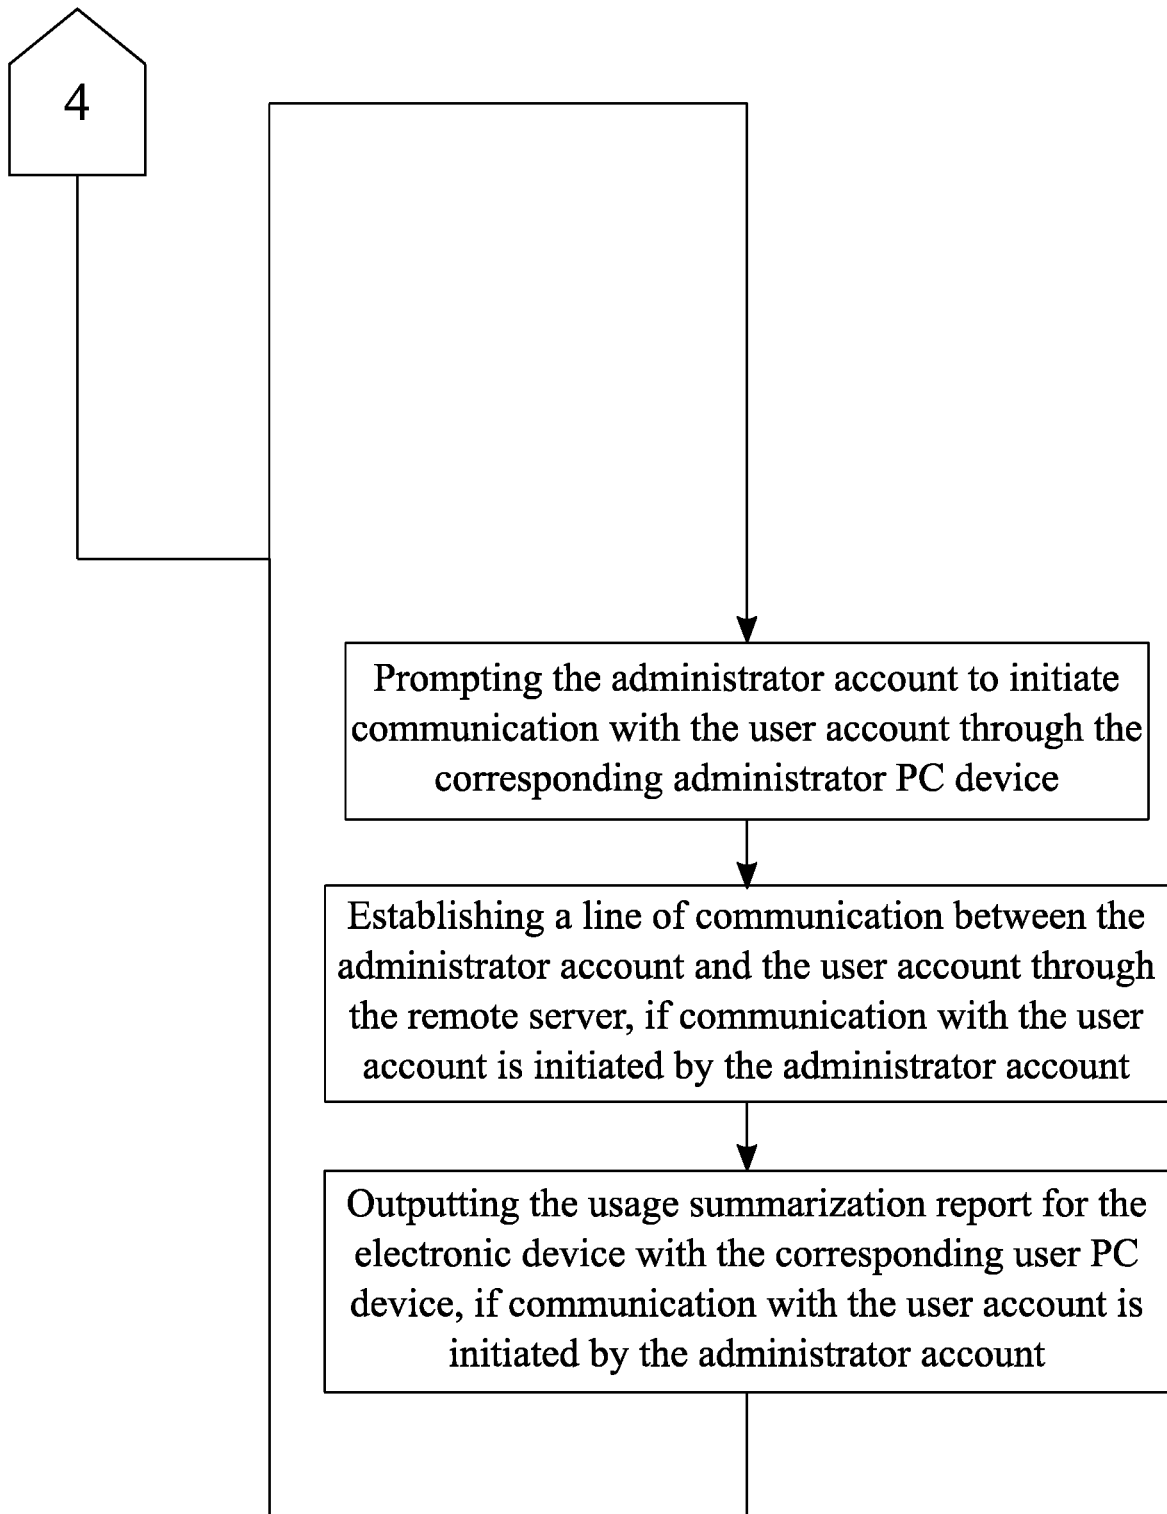 4
Prompting the administrator account to initiate
communication with the user account through the
corresponding administrator PC device
Establishing a line of communication between the
administrator account and the user account through
the remote server, if communication with the user
account is initiated by the administrator account
Outputting the usage summarization report for the
electronic device with the corresponding user PC
device, if communication with the user account is
initiated by the administrator account